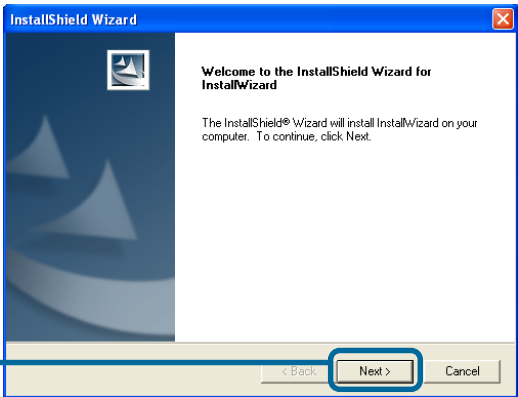 InstallShield Wizard
Welcome to the InstallShield Wizard for
InstallWizard
The InstallShield® Wizard will install InstallWizard on your
computer. To continue, click Next.
< Back
Next >
Cancel